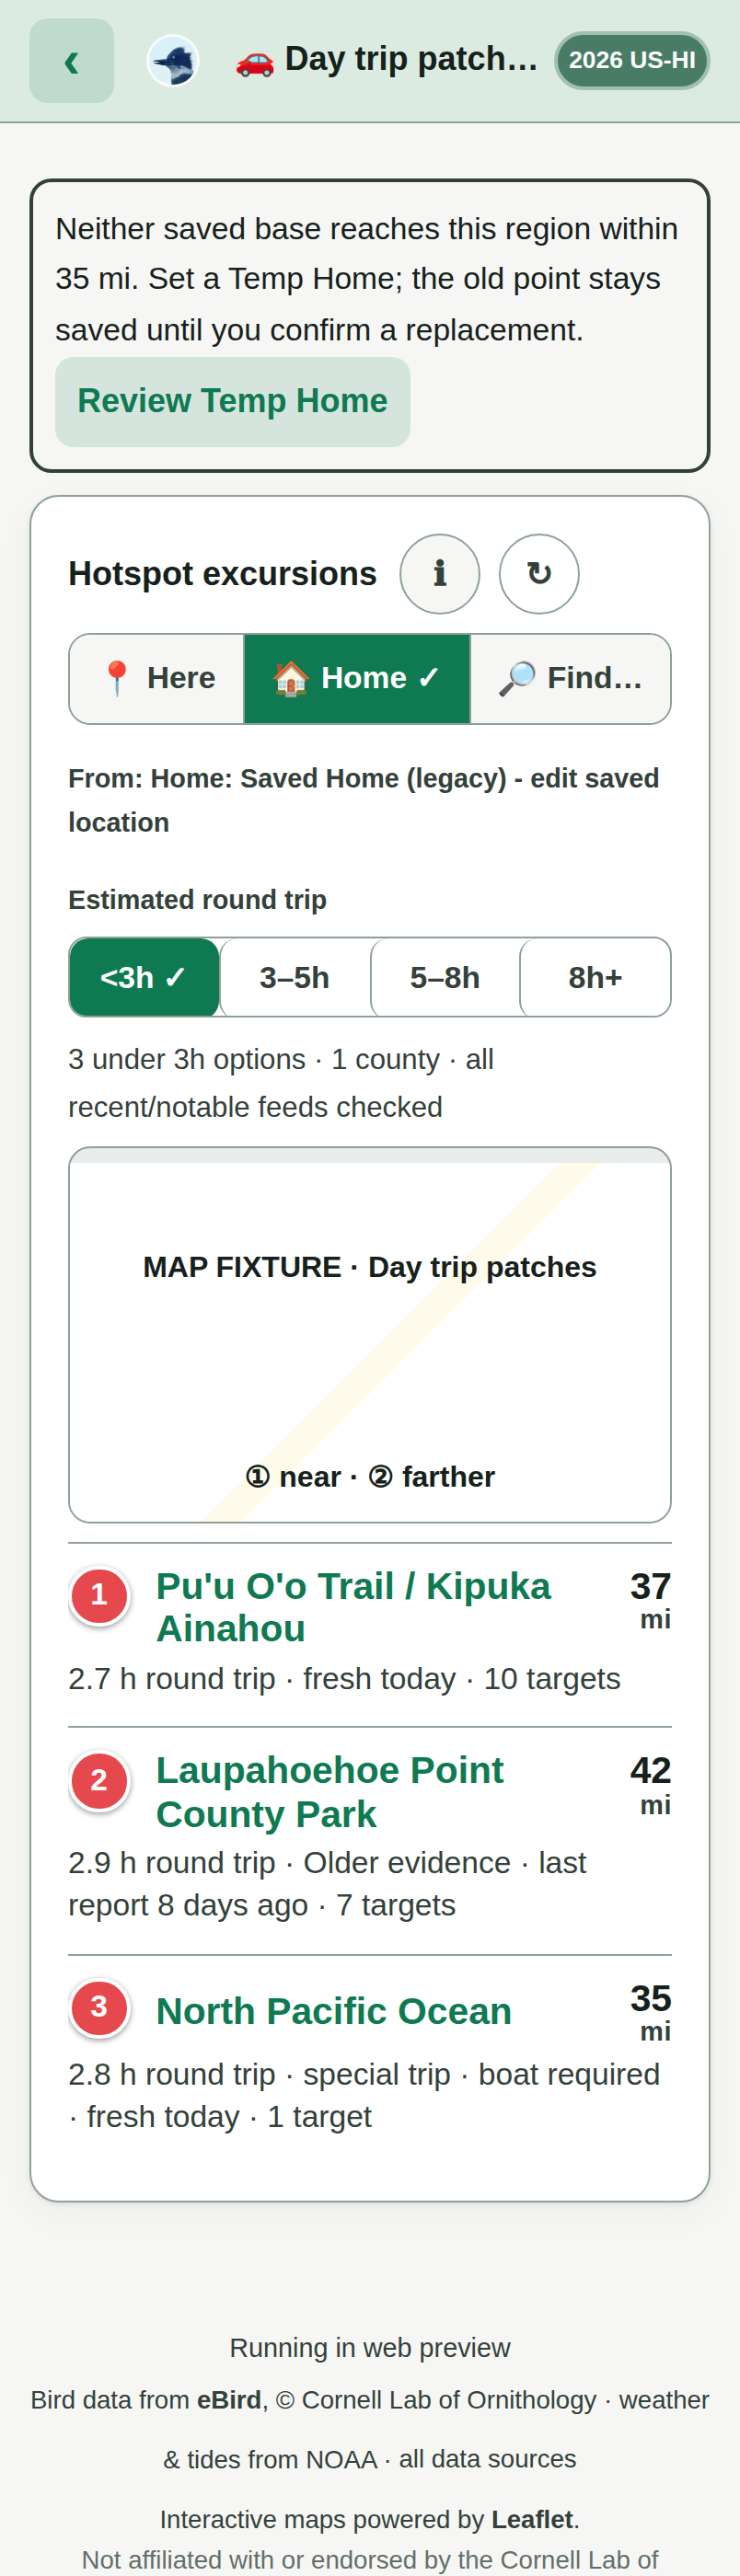 ‹ 🚗 Day trip patch… 2026 US-HI
Neither saved base reaches this region within
35 mi. Set a Temp Home; the old point stays
saved until you confirm a replacement.
Review Temp Home
Hotspot excursions ℹ ↻
📍 Here 🏠 Home ✓ 🔎 Find…
From: Home: Saved Home (legacy) - edit saved
location
Estimated round trip
<3h ✓ 3–5h 5–8h 8h+
3 under 3h options · 1 county · all
recent/notable feeds checked
MAP FIXTURE · Day trip patches
① near · ② farther
1 Pu'u O'o Trail / Kipuka 37
Ainahou mi
2.7 h round trip · fresh today · 10 targets
2 Laupahoehoe Point 42
County Park mi
2.9 h round trip · Older evidence · last
report 8 days ago · 7 targets
3 North Pacific Ocean 35
mi
2.8 h round trip · special trip · boat required
· fresh today · 1 target
Running in web preview
Bird data from eBird, © Cornell Lab of Ornithology · weather
& tides from NOAA · all data sources
Interactive maps powered by Leaflet.
Not affiliated with or endorsed by the Cornell Lab of